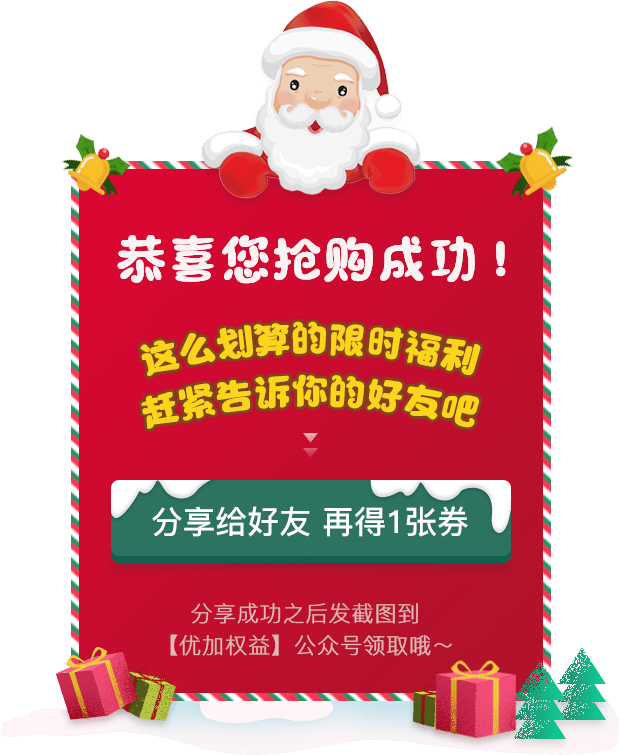 恭喜您抢购成功！
这么划算的限时福利
赶紧告诉你的好友吧
分享给好友 再得1张券
分享成功之后发截图到
【优加权益】公众号领取哦～